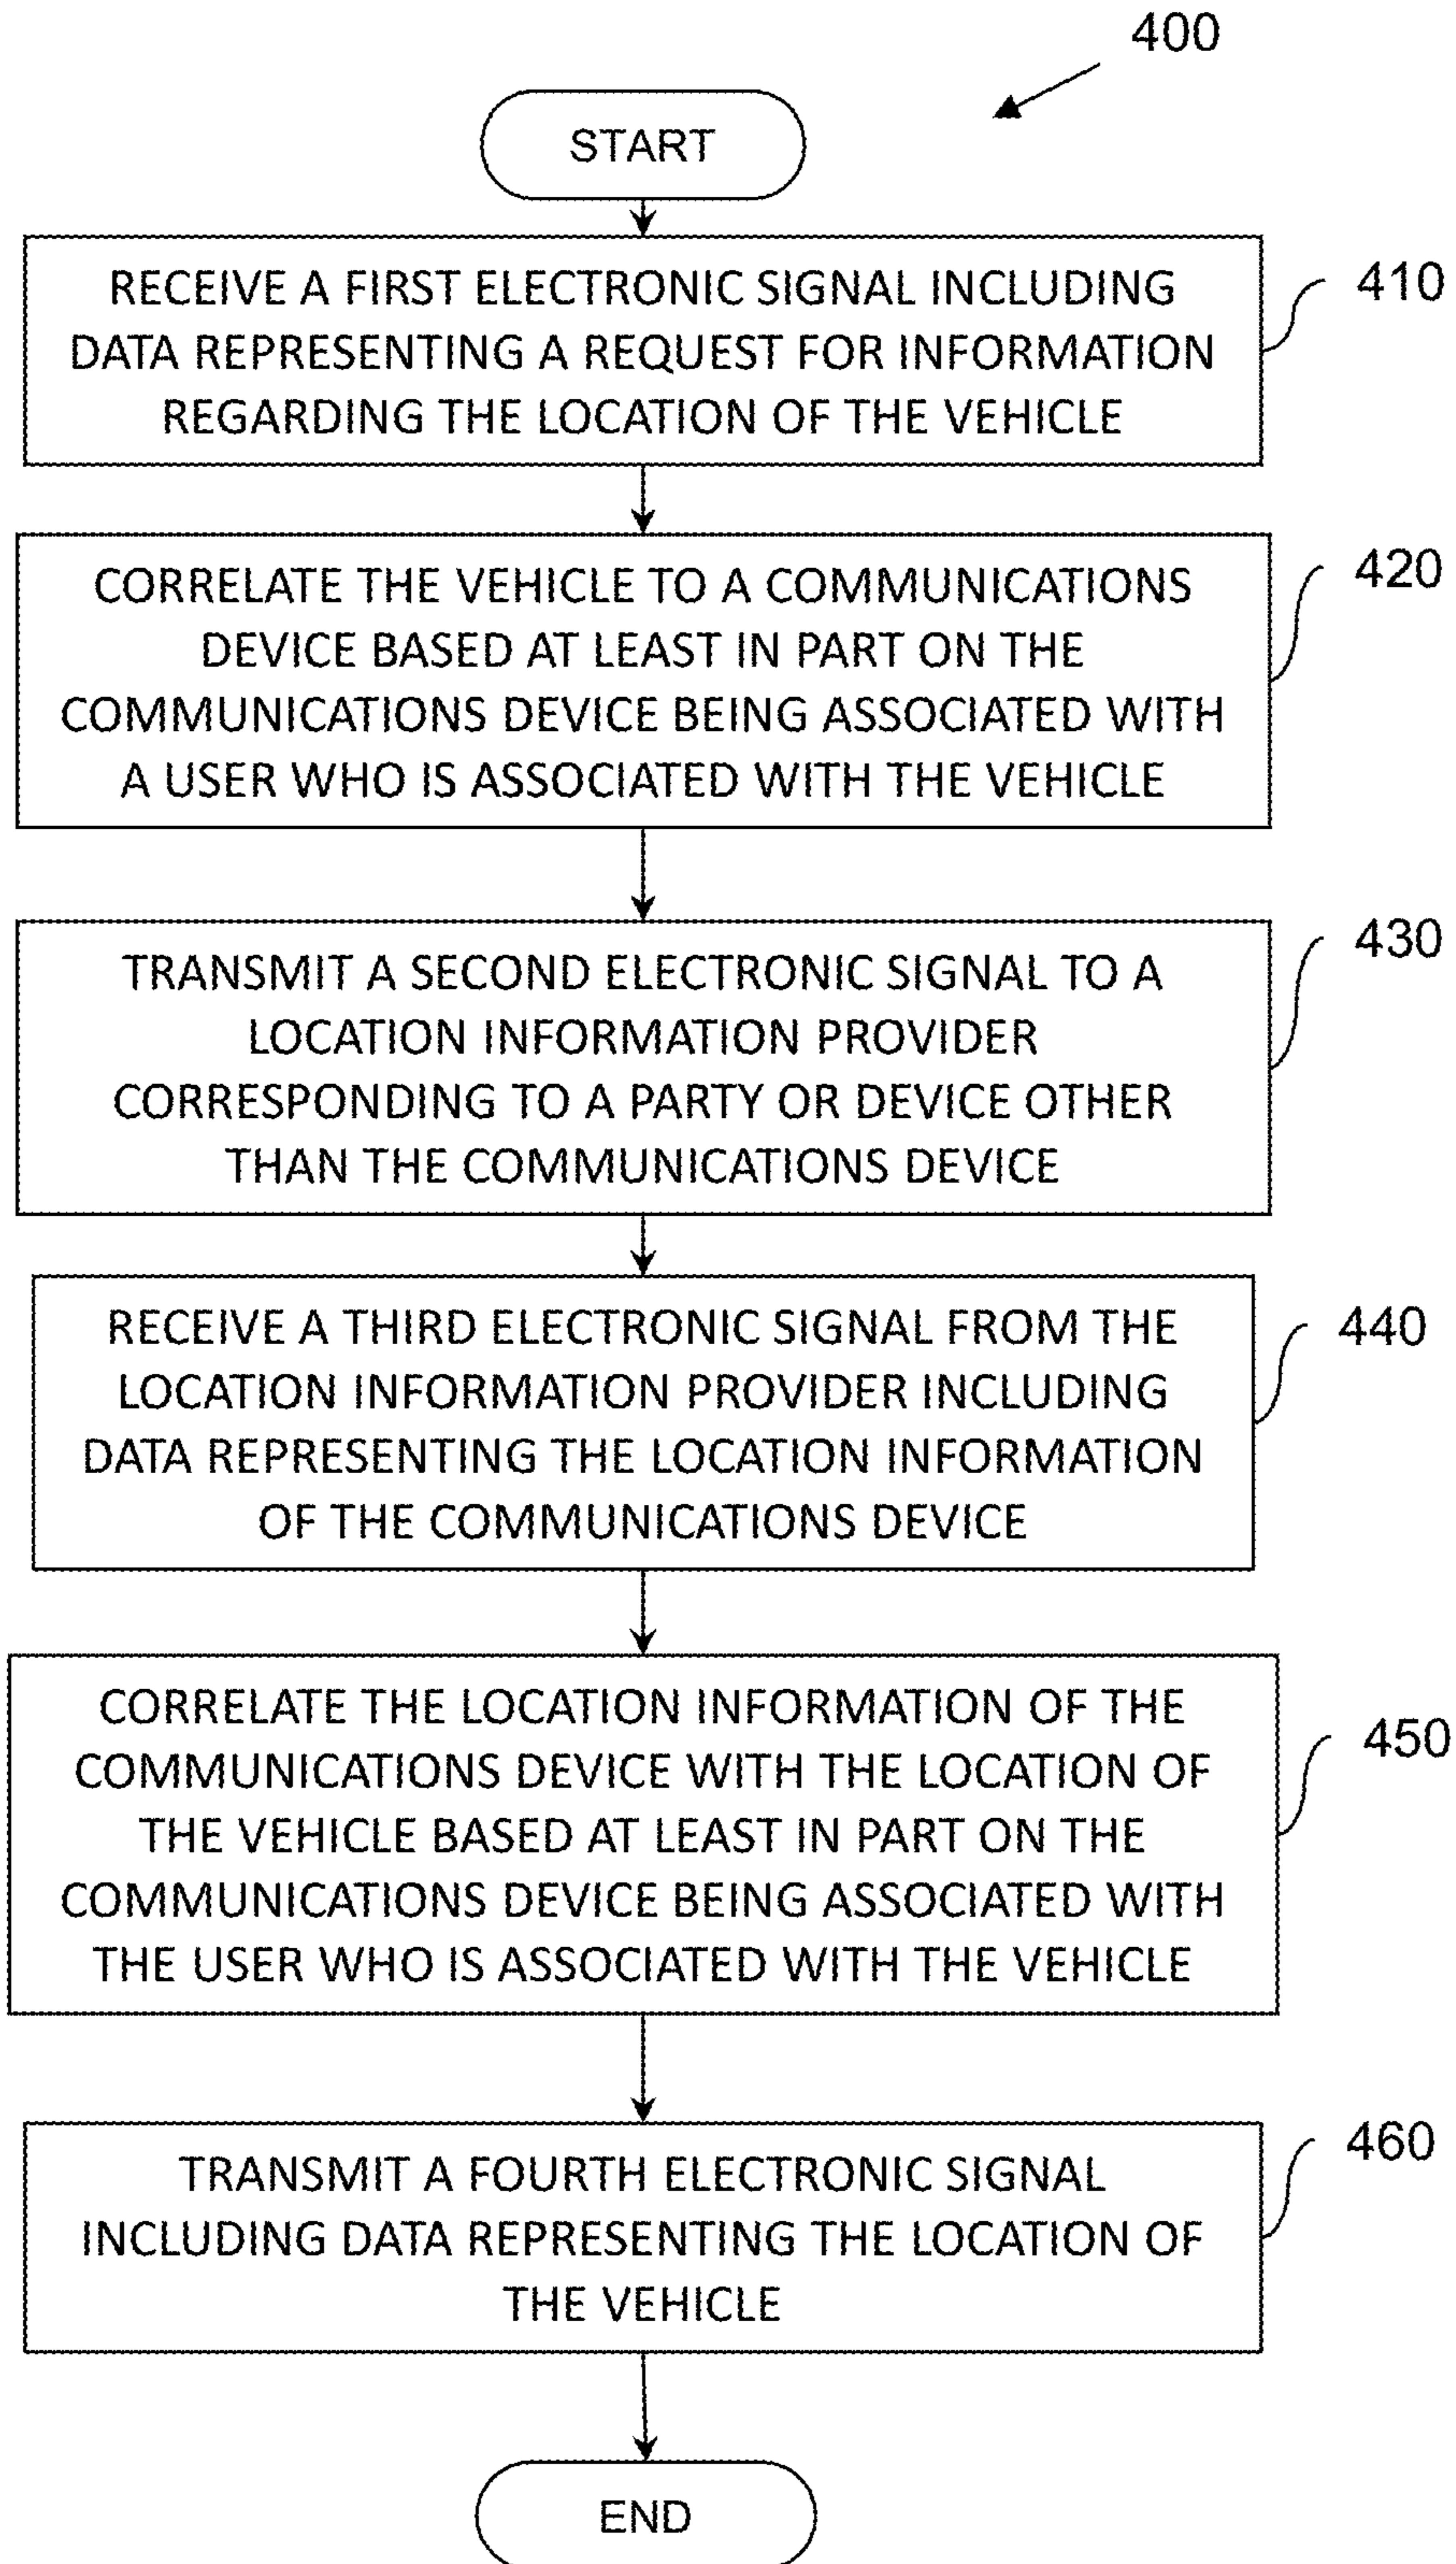 400
START
RECEIVE A FIRST ELECTRONIC SIGNAL INCLUDING
DATA REPRESENTING A REQUEST FOR INFORMATION
REGARDING THE LOCATION OF THE VEHICLE
410
CORRELATE THE VEHICLE TO A COMMUNICATIONS
DEVICE BASED AT LEAST IN PART ON THE
COMMUNICATIONS DEVICE BEING ASSOCIATED WITH
A USER WHO IS ASSOCIATED WITH THE VEHICLE
420
TRANSMIT A SECOND ELECTRONIC SIGNAL TO A
LOCATION INFORMATION PROVIDER
CORRESPONDING TO A PARTY OR DEVICE OTHER
THAN THE COMMUNICATIONS DEVICE
430
RECEIVE A THIRD ELECTRONIC SIGNAL FROM THE
LOCATION INFORMATION PROVIDER INCLUDING
DATA REPRESENTING THE LOCATION INFORMATION
OF THE COMMUNICATIONS DEVICE
440
CORRELATE THE LOCATION INFORMATION OF THE
COMMUNICATIONS DEVICE WITH THE LOCATION OF
THE VEHICLE BASED AT LEAST IN PART ON THE
COMMUNICATIONS DEVICE BEING ASSOCIATED WITH
THE USER WHO IS ASSOCIATED WITH THE VEHICLE
450
TRANSMIT A FOURTH ELECTRONIC SIGNAL
INCLUDING DATA REPRESENTING THE LOCATION OF
THE VEHICLE
460
END